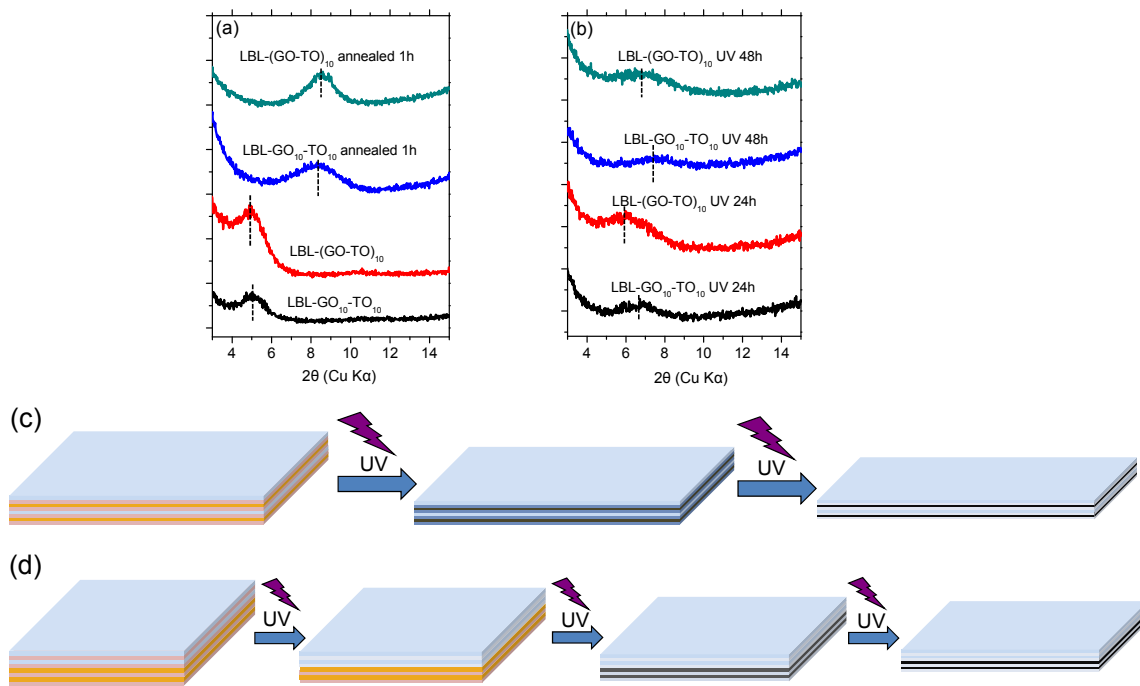 (a)
LBL-(GO-TO)₁₀ annealed 1h
LBL-GO₁₀-TO₁₀ annealed 1h
LBL-(GO-TO)₁₀
LBL-GO₁₀-TO₁₀
4 6 8 10 12 14
2θ (Cu Kα)
(b)
LBL-(GO-TO)₁₀ UV 48h
LBL-GO₁₀-TO₁₀ UV 48h
LBL-(GO-TO)₁₀ UV 24h
LBL-GO₁₀-TO₁₀ UV 24h
4 6 8 10 12 14
2θ (Cu Kα)
(c)
UV
UV
(d)
UV
UV
UV